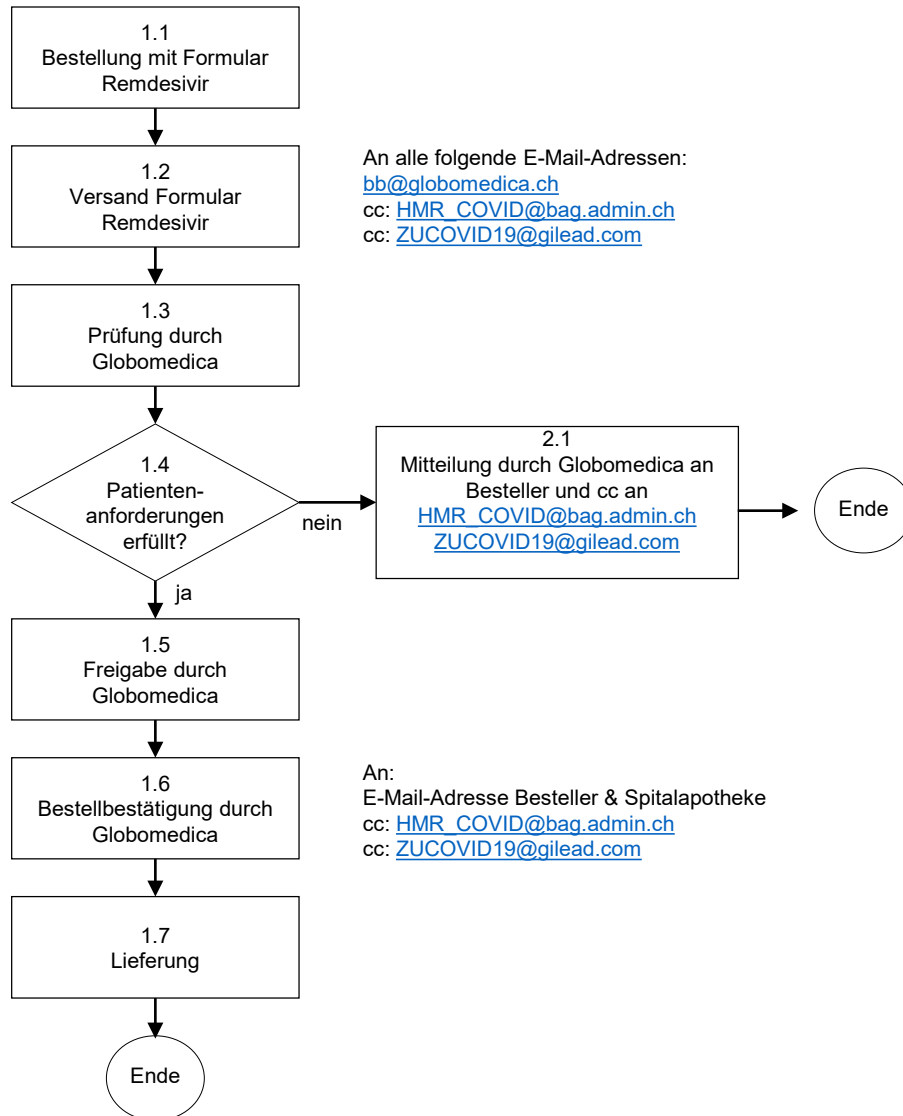 1.1
Bestellung mit Formular
Remdesivir
1.2
Versand Formular
Remdesivir
An alle folgende E-Mail-Adressen:
bb@globomedica.ch
cc: HMR_COVID@bag.admin.ch
cc: ZUCOVID19@gilead.com
1.3
Prüfung durch
Globomedica
1.4
Patienten-
anforderungen
erfüllt?
nein
2.1
Mitteilung durch Globomedica an
Besteller und cc an
HMR_COVID@bag.admin.ch
ZUCOVID19@gilead.com
Ende
ja
1.5
Freigabe durch
Globomedica
1.6
Bestellbestätigung durch
Globomedica
An:
E-Mail-Adresse Besteller & Spitalapotheke
cc: HMR_COVID@bag.admin.ch
cc: ZUCOVID19@gilead.com
1.7
Lieferung
Ende